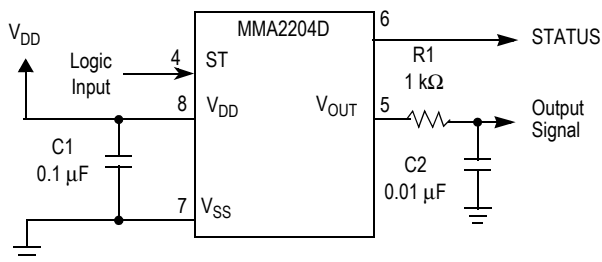 MMA2204D
6
STATUS
V_DD
Logic
Input
4
ST
R1
1 kΩ
8
V_DD
V_OUT
5
Output
Signal
C1
0.1 μF
C2
0.01 μF
7
V_SS